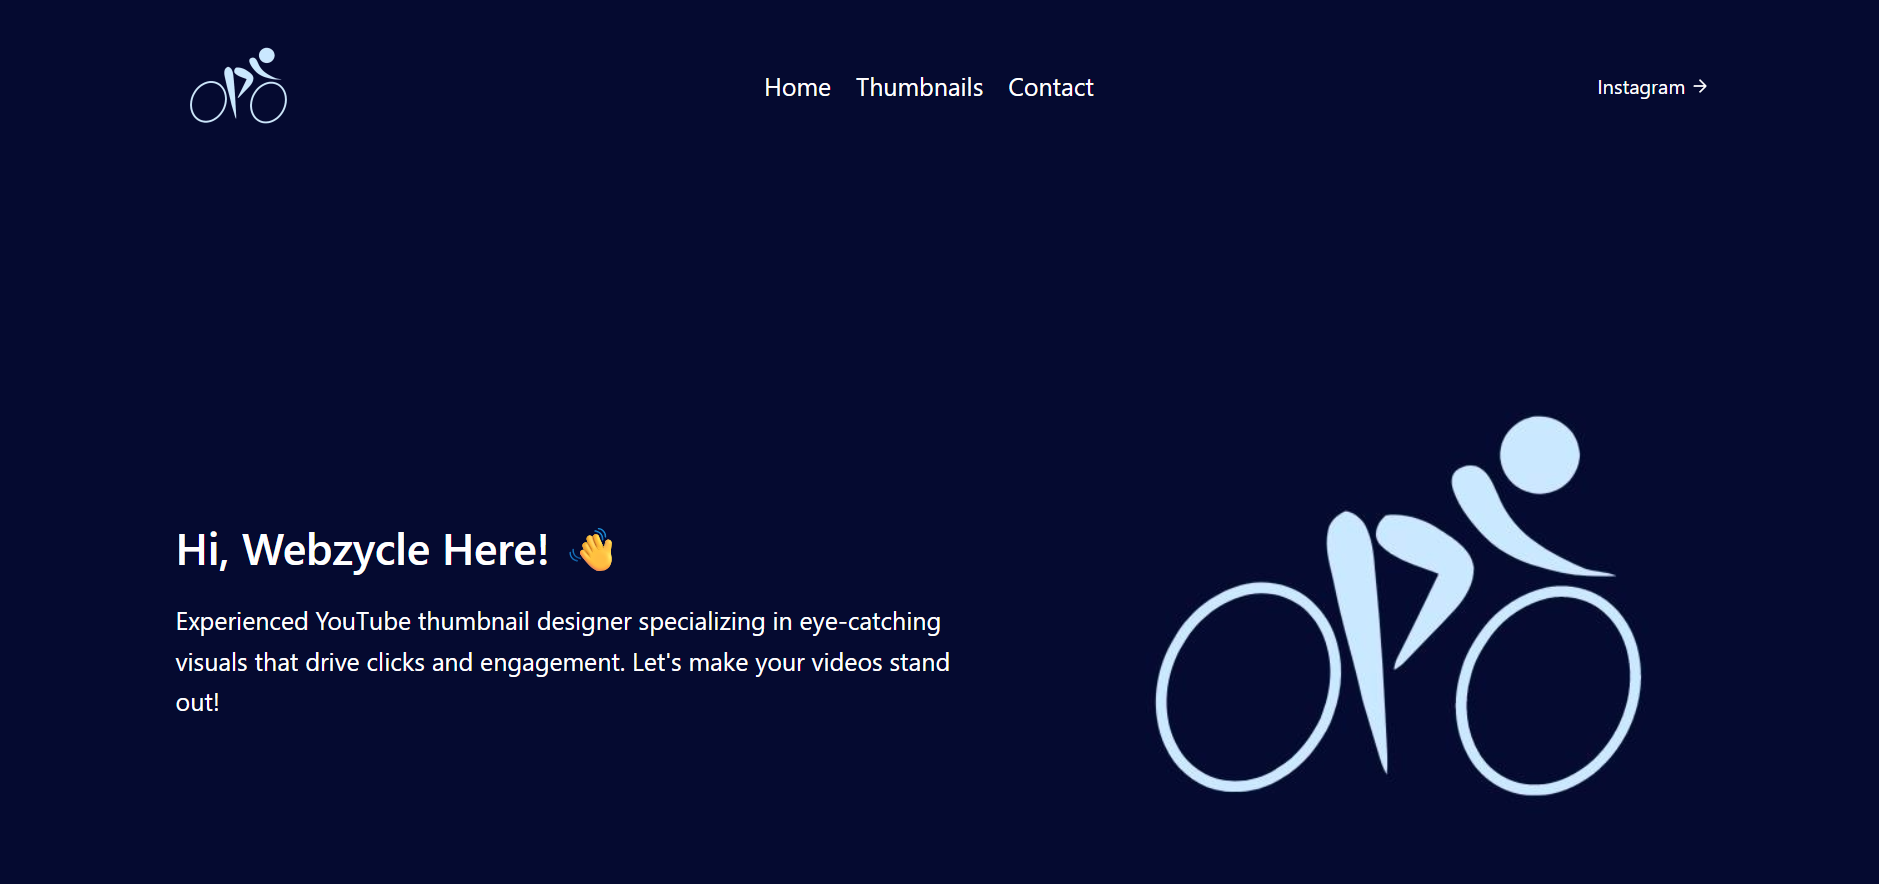 Home Thumbnails Contact
Instagram →
Hi, Webzycle Here! 👋
Experienced YouTube thumbnail designer specializing in eye-catching
visuals that drive clicks and engagement. Let's make your videos stand
out!